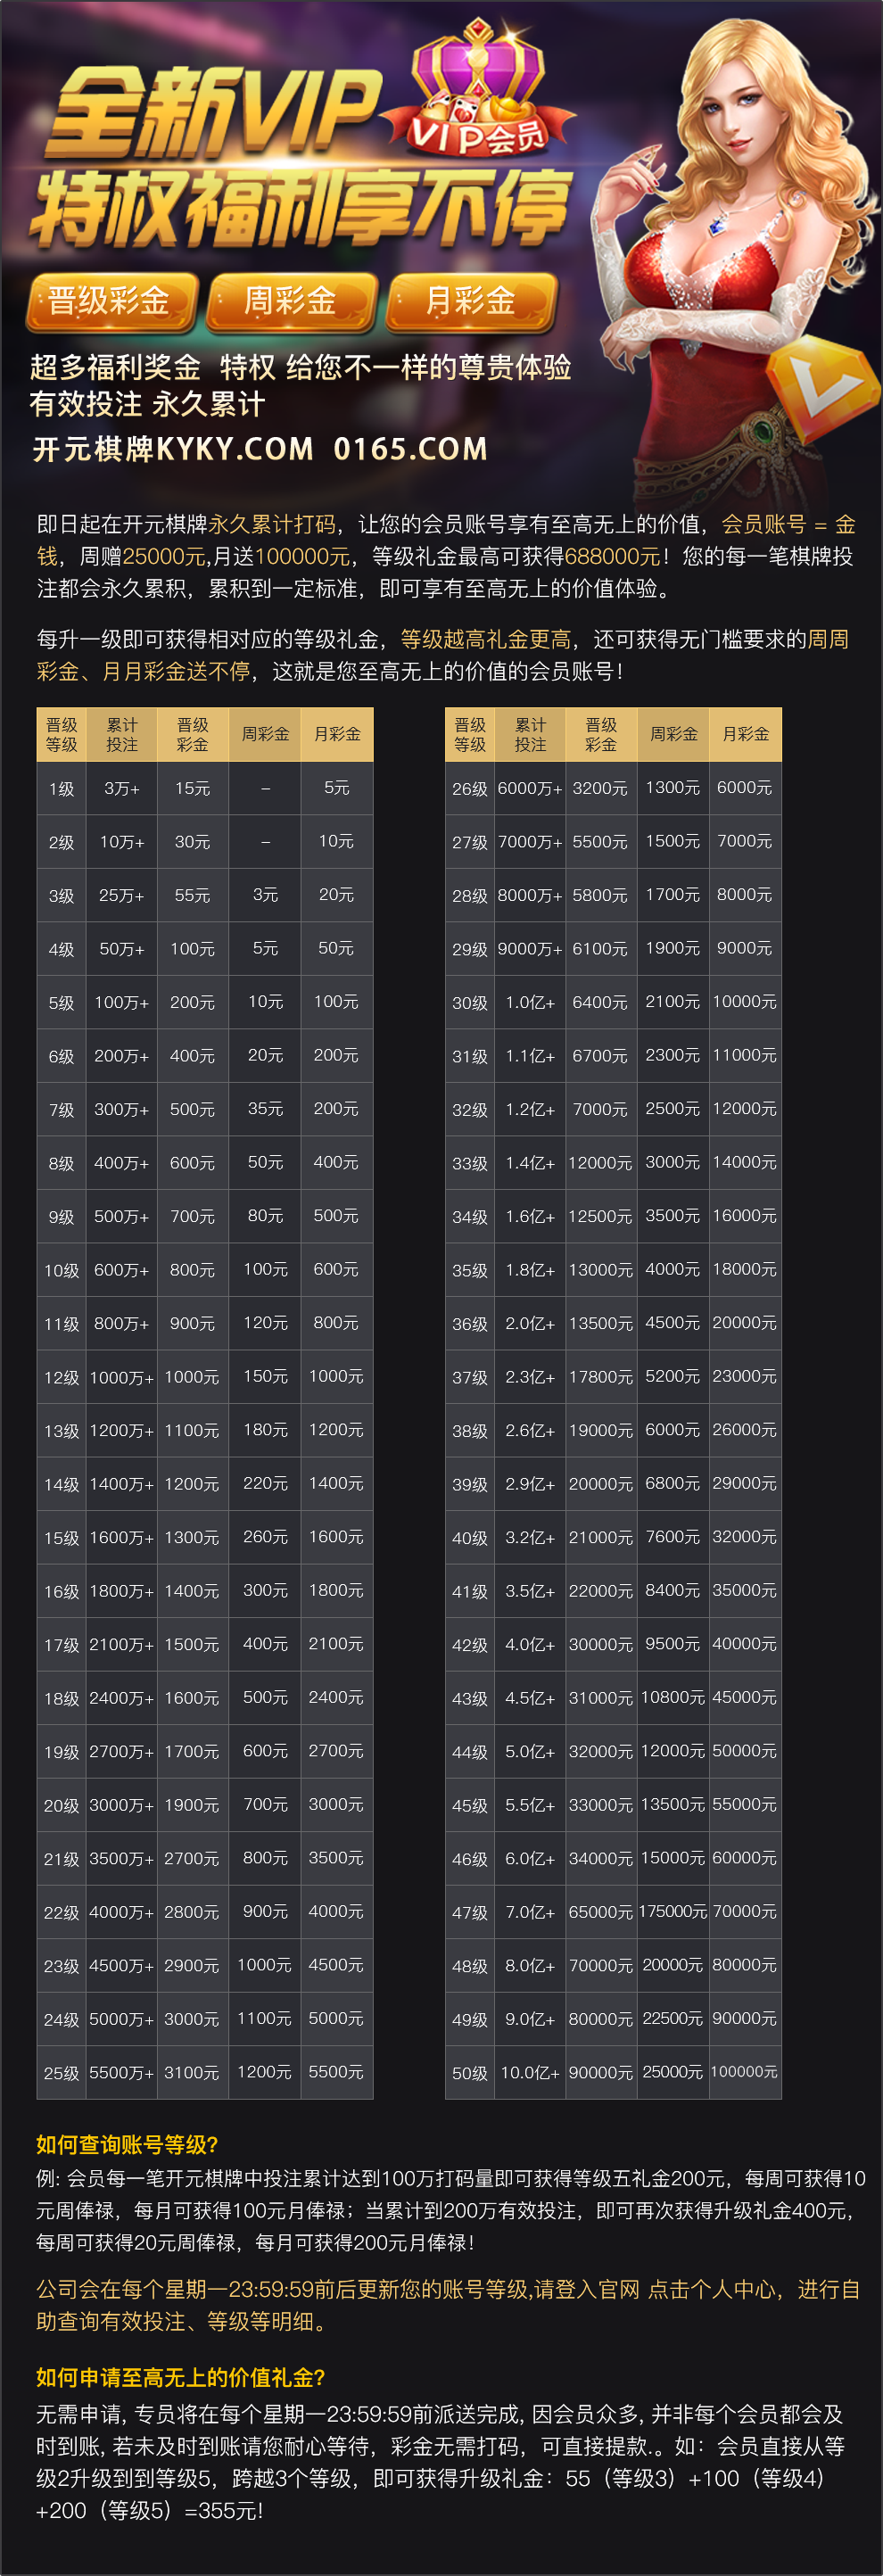 全新VIP
VIP会员
特权福利享不停
晋级彩金 周彩金 月彩金
超多福利奖金 特权 给您不一样的尊贵体验
有效投注 永久累计
开元棋牌KYKY.COM 0165.COM
即日起在开元棋牌永久累计打码，让您的会员账号享有至高无上的价值，会员账号 = 金
钱，周赠25000元,月送100000元，等级礼金最高可获得688000元！您的每一笔棋牌投
注都会永久累积，累积到一定标准，即可享有至高无上的价值体验。
每升一级即可获得相对应的等级礼金，等级越高礼金更高，还可获得无门槛要求的周周
彩金、月月彩金送不停，这就是您至高无上的价值的会员账号！
晋级等级 累计投注 晋级彩金 周彩金 月彩金
1级 3万+ 15元 – 5元
2级 10万+ 30元 – 10元
3级 25万+ 55元 3元 20元
4级 50万+ 100元 5元 50元
5级 100万+ 200元 10元 100元
6级 200万+ 400元 20元 200元
7级 300万+ 500元 35元 200元
8级 400万+ 600元 50元 400元
9级 500万+ 700元 80元 500元
10级 600万+ 800元 100元 600元
11级 800万+ 900元 120元 800元
12级 1000万+ 1000元 150元 1000元
13级 1200万+ 1100元 180元 1200元
14级 1400万+ 1200元 220元 1400元
15级 1600万+ 1300元 260元 1600元
16级 1800万+ 1400元 300元 1800元
17级 2100万+ 1500元 400元 2100元
18级 2400万+ 1600元 500元 2400元
19级 2700万+ 1700元 600元 2700元
20级 3000万+ 1900元 700元 3000元
21级 3500万+ 2700元 800元 3500元
22级 4000万+ 2800元 900元 4000元
23级 4500万+ 2900元 1000元 4500元
24级 5000万+ 3000元 1100元 5000元
25级 5500万+ 3100元 1200元 5500元
晋级等级 累计投注 晋级彩金 周彩金 月彩金
26级 6000万+ 3200元 1300元 6000元
27级 7000万+ 5500元 1500元 7000元
28级 8000万+ 5800元 1700元 8000元
29级 9000万+ 6100元 1900元 9000元
30级 1.0亿+ 6400元 2100元 10000元
31级 1.1亿+ 6700元 2300元 11000元
32级 1.2亿+ 7000元 2500元 12000元
33级 1.4亿+ 12000元 3000元 14000元
34级 1.6亿+ 12500元 3500元 16000元
35级 1.8亿+ 13000元 4000元 18000元
36级 2.0亿+ 13500元 4500元 20000元
37级 2.3亿+ 17800元 5200元 23000元
38级 2.6亿+ 19000元 6000元 26000元
39级 2.9亿+ 20000元 6800元 29000元
40级 3.2亿+ 21000元 7600元 32000元
41级 3.5亿+ 22000元 8400元 35000元
42级 4.0亿+ 30000元 9500元 40000元
43级 4.5亿+ 31000元 10800元 45000元
44级 5.0亿+ 32000元 12000元 50000元
45级 5.5亿+ 33000元 13500元 55000元
46级 6.0亿+ 34000元 15000元 60000元
47级 7.0亿+ 65000元 175000元 70000元
48级 8.0亿+ 70000元 20000元 80000元
49级 9.0亿+ 80000元 22500元 90000元
50级 10.0亿+ 90000元 25000元 100000元
如何查询账号等级?
例: 会员每一笔开元棋牌中投注累计达到100万打码量即可获得等级五礼金200元，每周可获得10
元周俸禄，每月可获得100元月俸禄；当累计到200万有效投注，即可再次获得升级礼金400元，
每周可获得20元周俸禄，每月可获得200元月俸禄！
公司会在每个星期一23:59:59前后更新您的账号等级,请登入官网 点击个人中心，进行自
助查询有效投注、等级等明细。
如何申请至高无上的价值礼金?
无需申请, 专员将在每个星期一23:59:59前派送完成, 因会员众多, 并非每个会员都会及
时到账, 若未及时到账请您耐心等待，彩金无需打码，可直接提款.。如：会员直接从等
级2升级到到等级5，跨越3个等级，即可获得升级礼金：55（等级3）+100（等级4）
+200（等级5）=355元!